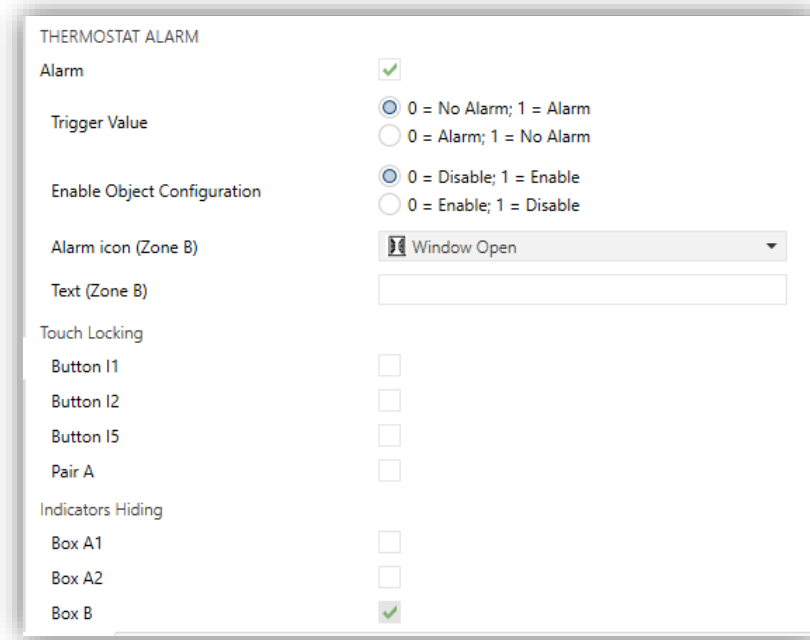 THERMOSTAT ALARM
Alarm
Trigger Value
0 = No Alarm; 1 = Alarm
0 = Alarm; 1 = No Alarm
Enable Object Configuration
0 = Disable; 1 = Enable
0 = Enable; 1 = Disable
Alarm icon (Zone B)
Window Open
Text (Zone B)
Touch Locking
Button I1
Button I2
Button I5
Pair A
Indicators Hiding
Box A1
Box A2
Box B